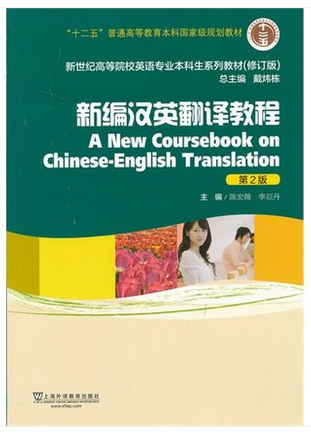 “十二五”普通高等教育本科国家级规划教材
新世纪高等院校英语专业本科生系列教材(修订版)
总主编 戴炜栋
新编汉英翻译教程
A New Coursebook on
Chinese-English Translation
第2版
主 编/陈宏薇 李亚丹
上海外语教育出版社
www.sflep.com